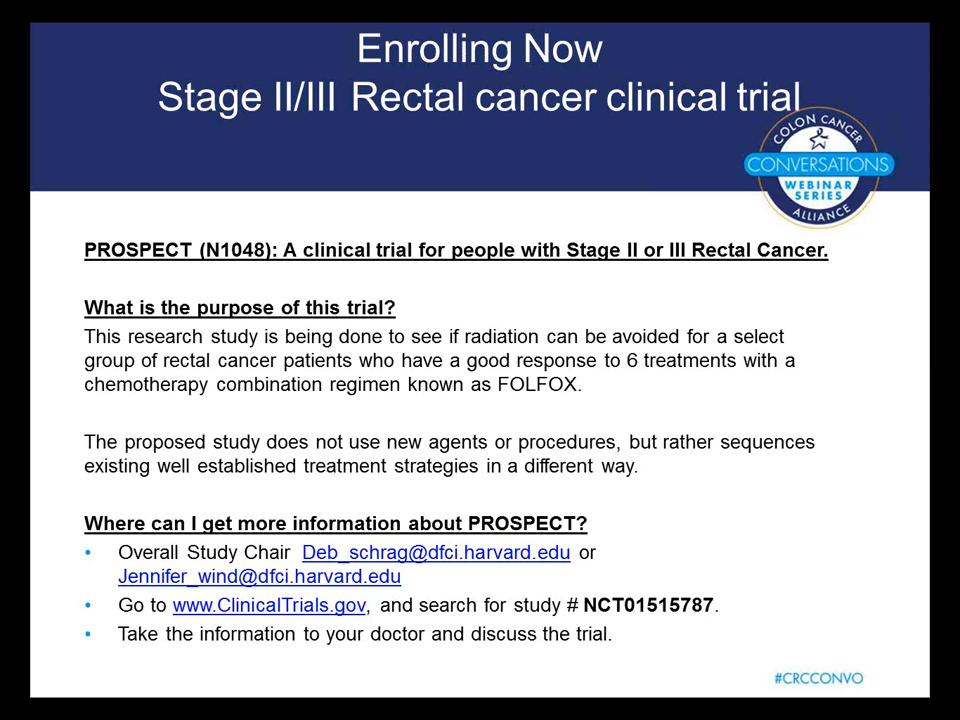 Enrolling Now
Stage II/III Rectal cancer clinical trial
COLON CANCER
CONVERSATIONS
WEBINAR
SERIES
ALLIANCE
PROSPECT (N1048): A clinical trial for people with Stage II or III Rectal Cancer.
What is the purpose of this trial?
This research study is being done to see if radiation can be avoided for a select
group of rectal cancer patients who have a good response to 6 treatments with a
chemotherapy combination regimen known as FOLFOX.
The proposed study does not use new agents or procedures, but rather sequences
existing well established treatment strategies in a different way.
Where can I get more information about PROSPECT?
• Overall Study Chair Deb_schrag@dfci.harvard.edu or
Jennifer_wind@dfci.harvard.edu
• Go to www.ClinicalTrials.gov, and search for study # NCT01515787.
• Take the information to your doctor and discuss the trial.
#CRCCONVO